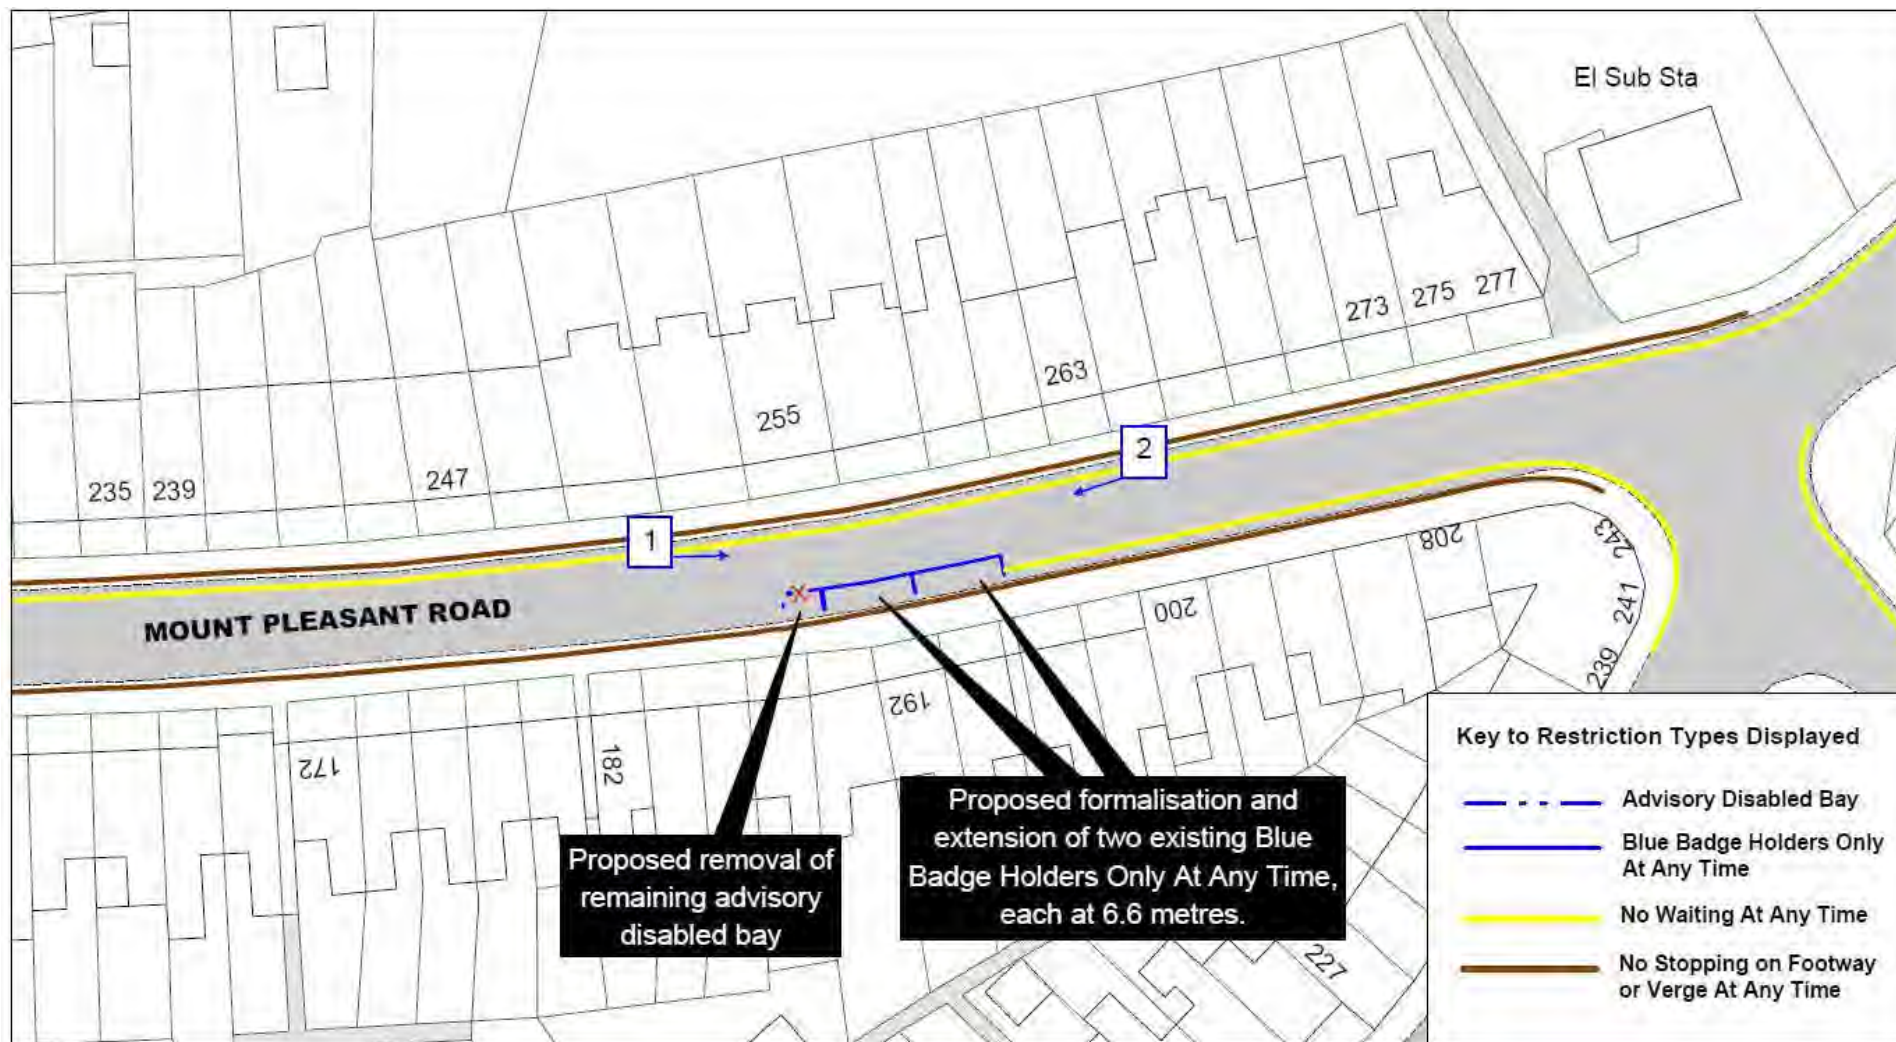 El Sub Sta
273 275 277
263
255
247
235 239
2
1
MOUNT PLEASANT ROAD
208
243
241
239
200
192
182
172
227
Proposed removal of
remaining advisory
disabled bay
Proposed formalisation and
extension of two existing Blue
Badge Holders Only At Any Time,
each at 6.6 metres.
Key to Restriction Types Displayed
Advisory Disabled Bay
Blue Badge Holders Only
At Any Time
No Waiting At Any Time
No Stopping on Footway
or Verge At Any Time